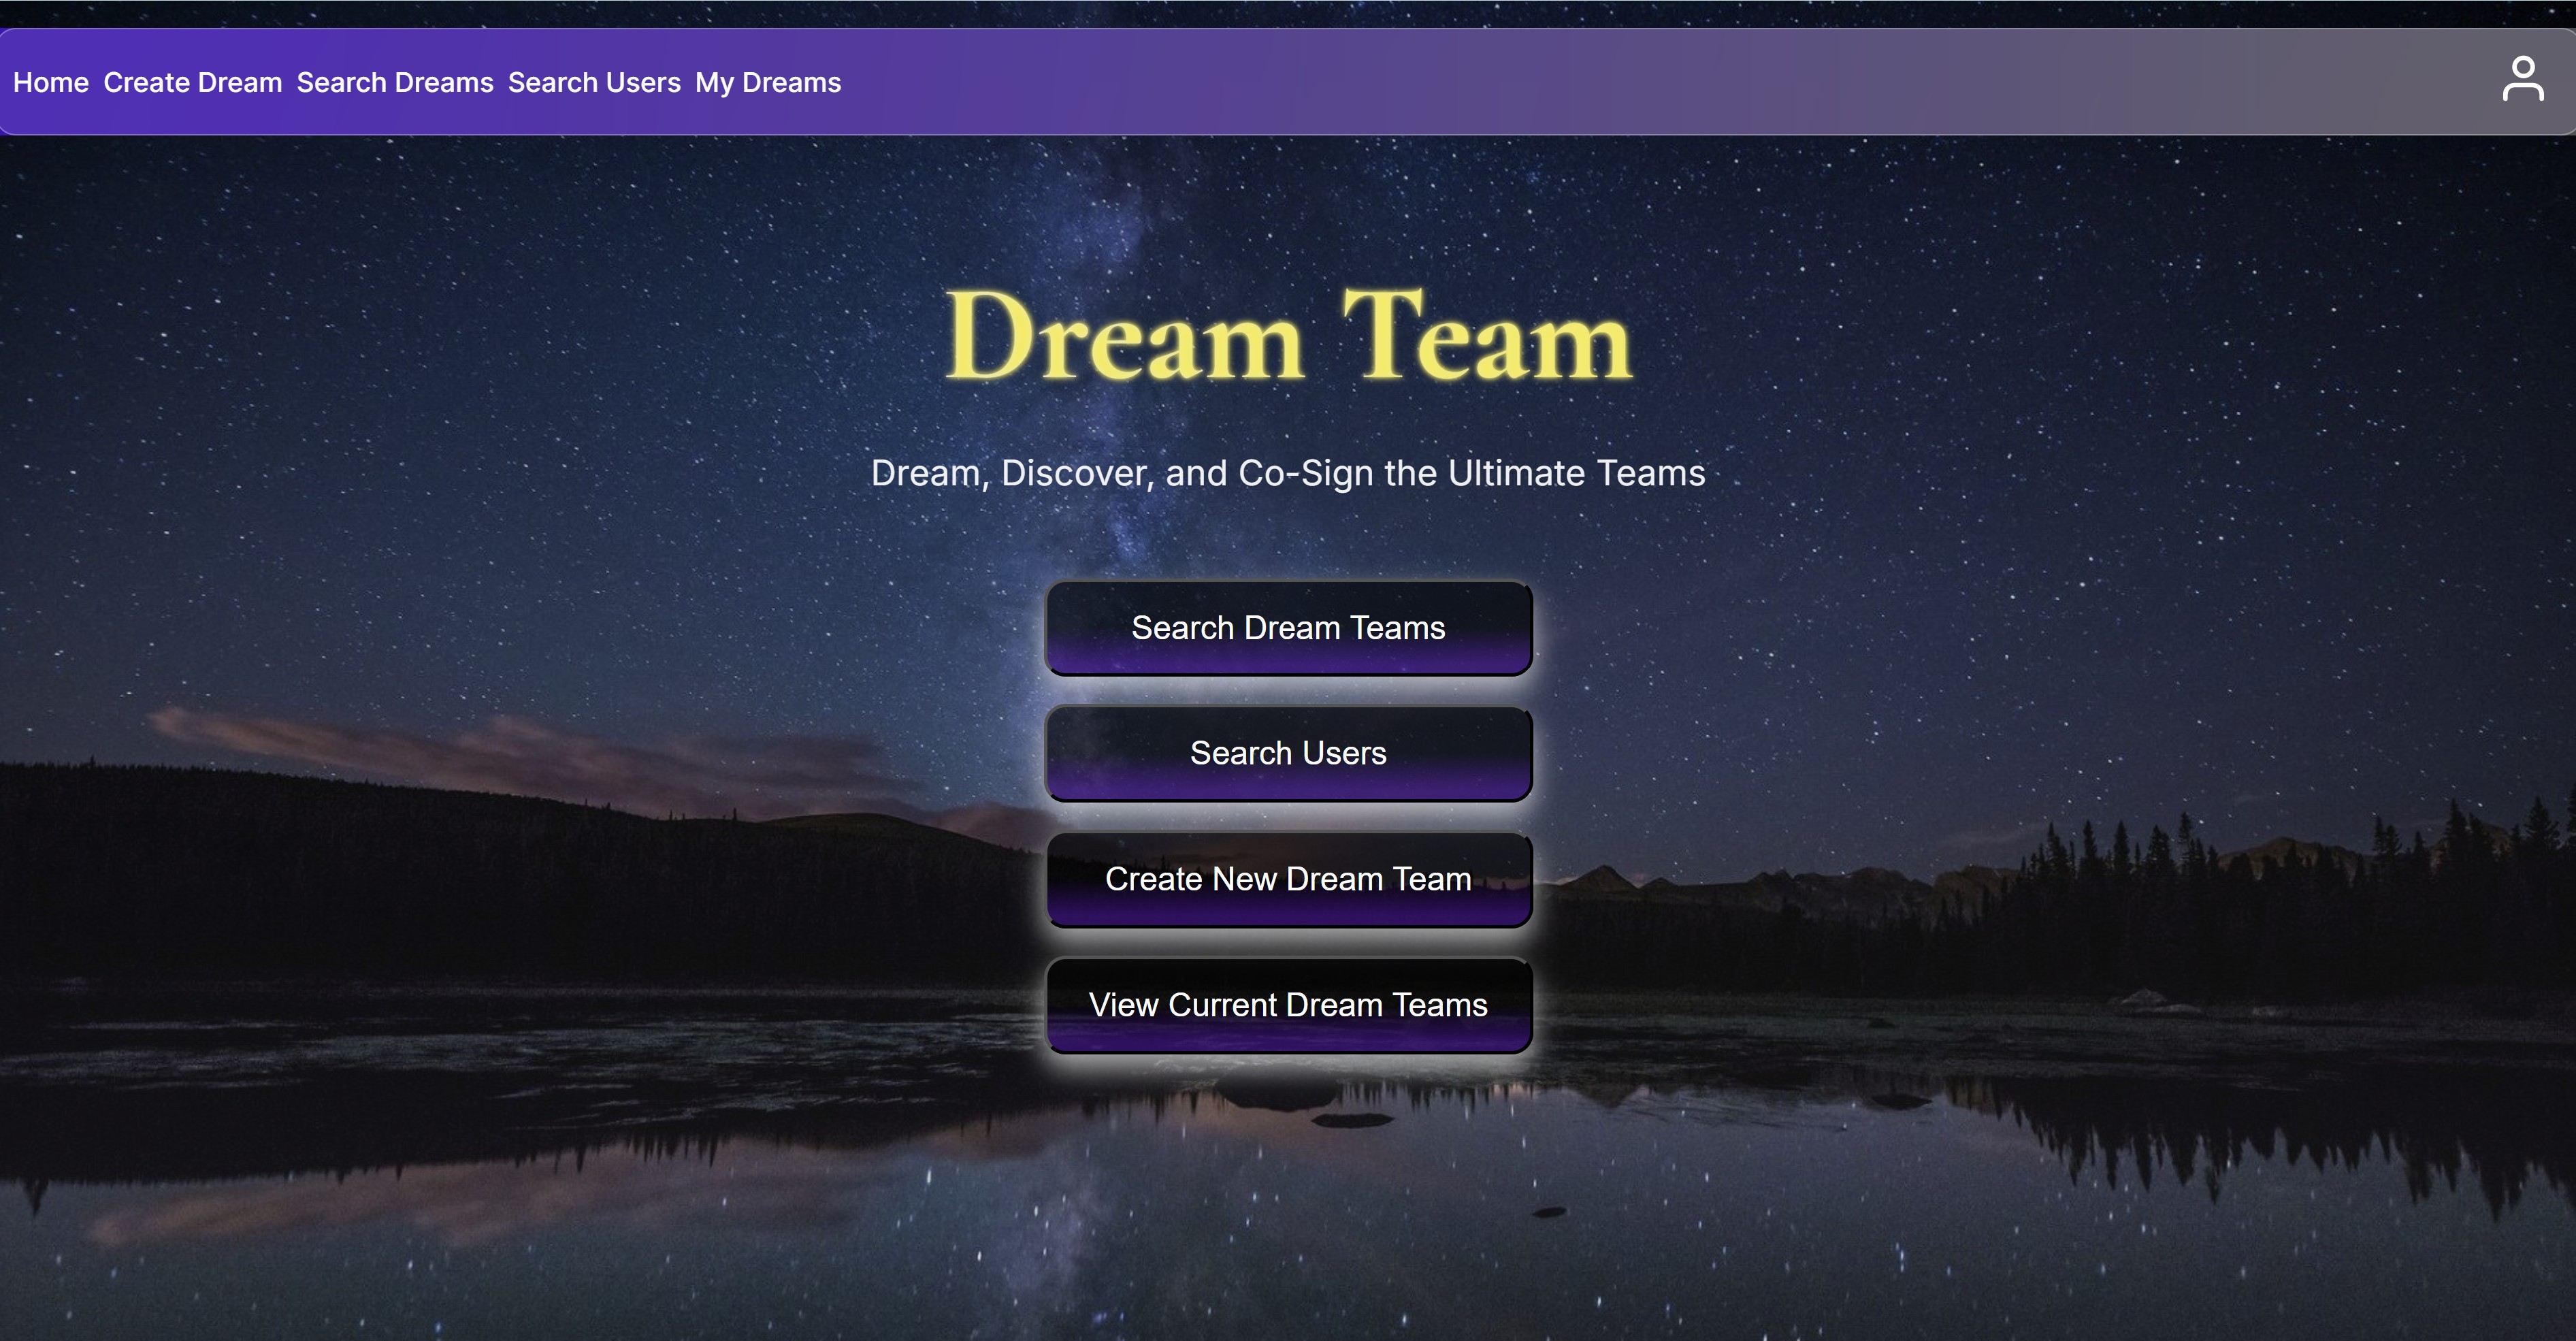 Home Create Dream Search Dreams Search Users My Dreams
Dream Team
Dream, Discover, and Co-Sign the Ultimate Teams
Search Dream Teams
Search Users
Create New Dream Team
View Current Dream Teams